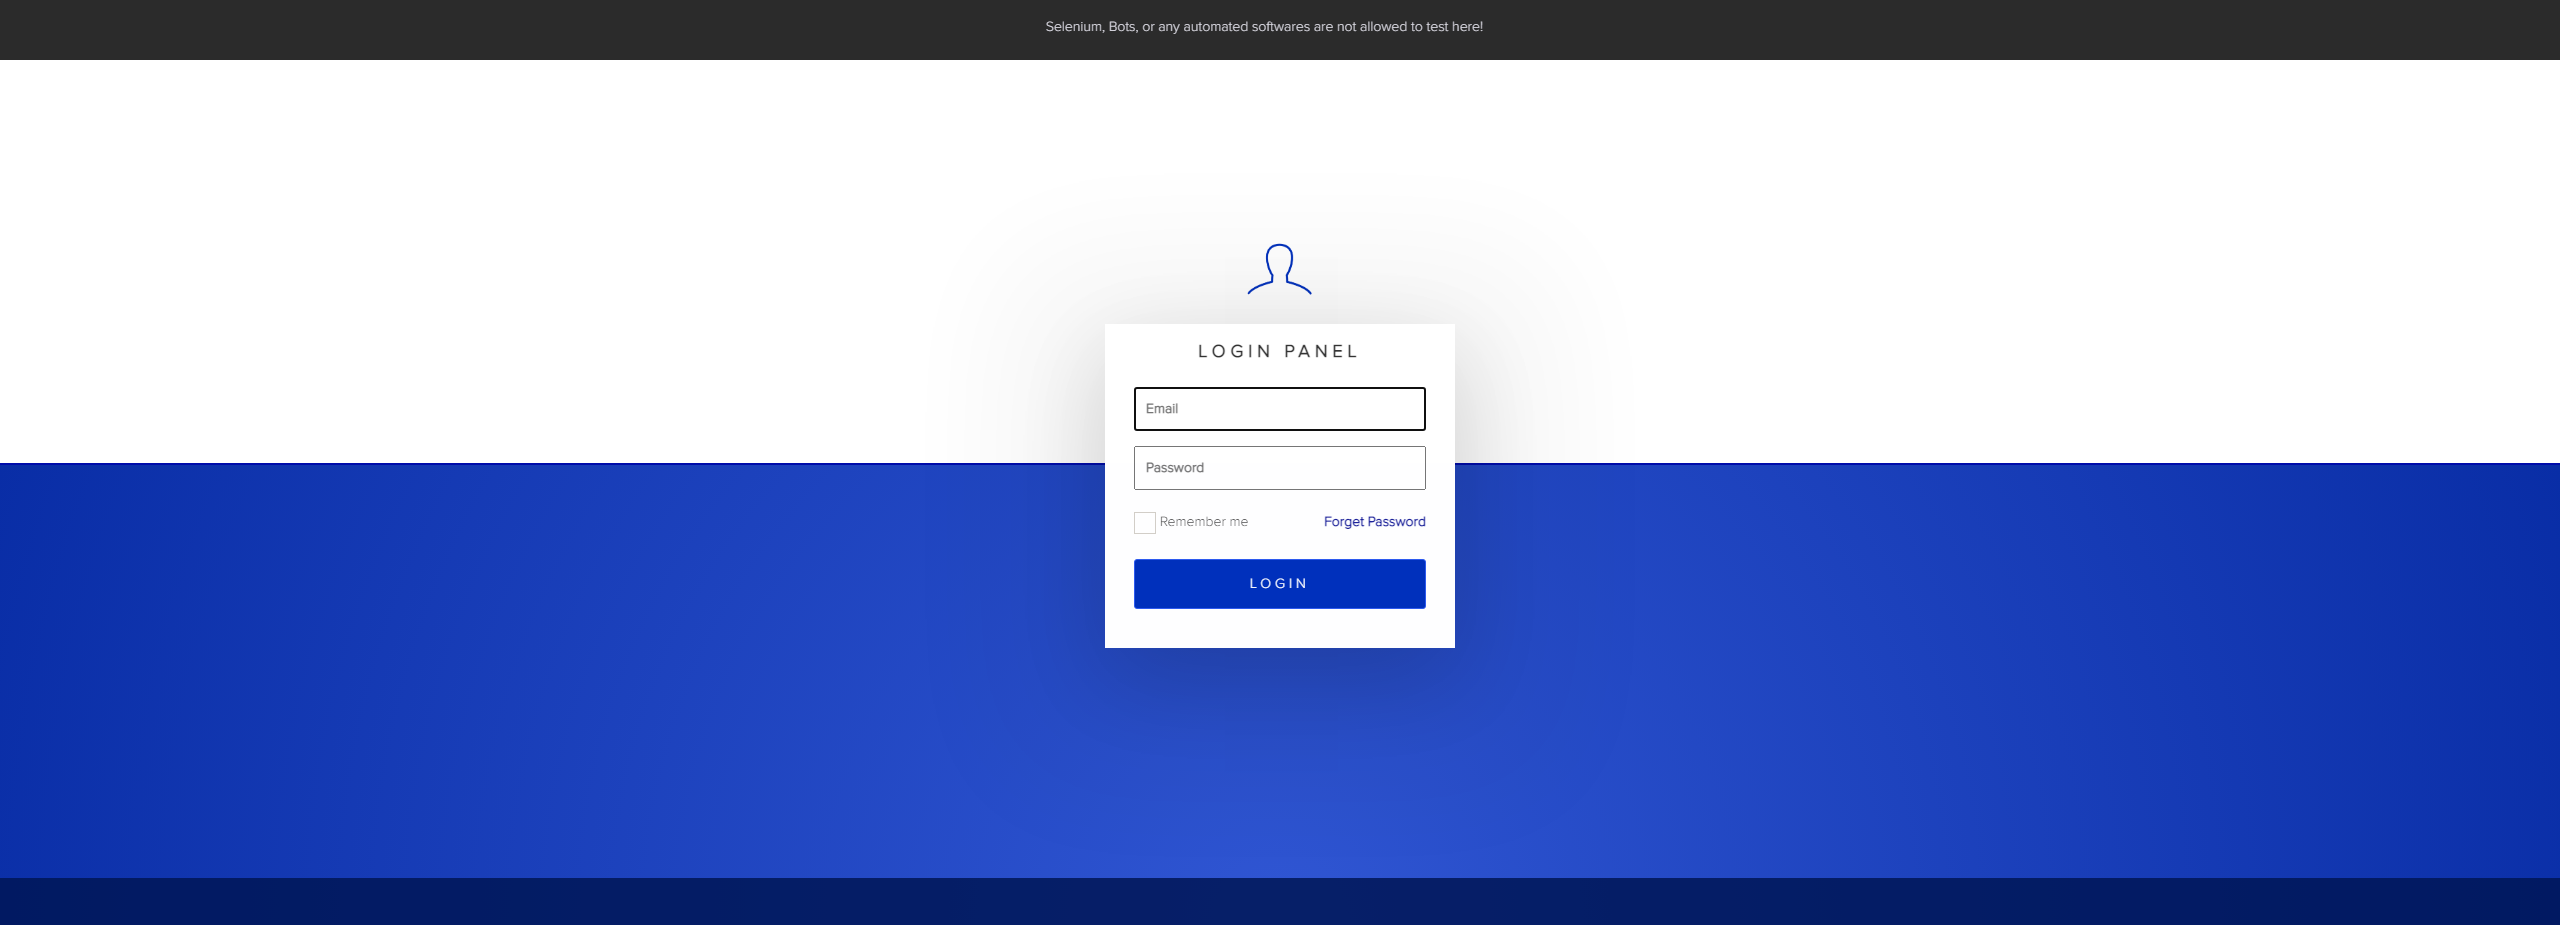 Selenium, Bots, or any automated softwares are not allowed to test here!
LOGIN PANEL
Email
Password
Remember me
Forget Password
LOGIN